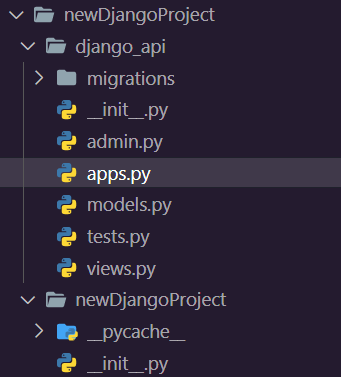 newDjangoProject
django_api
migrations
__init__.py
admin.py
apps.py
models.py
tests.py
views.py
newDjangoProject
__pycache__
__init__.py